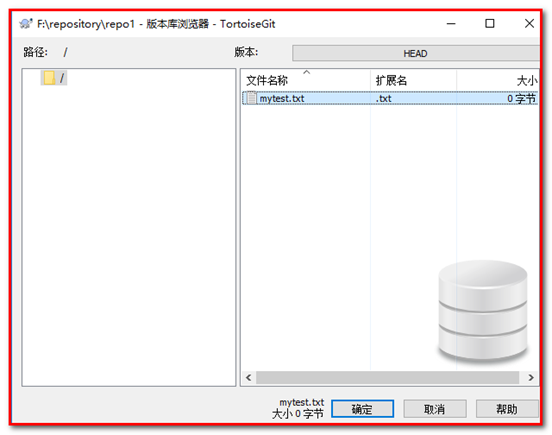 F:\repository\repo1 - 版本库浏览器 - TortoiseGit
路径: / 版本: HEAD
/
文件名称 扩展名 大小
mytest.txt .txt 0 字节
mytest.txt
大小 0 字节
确定 取消 帮助